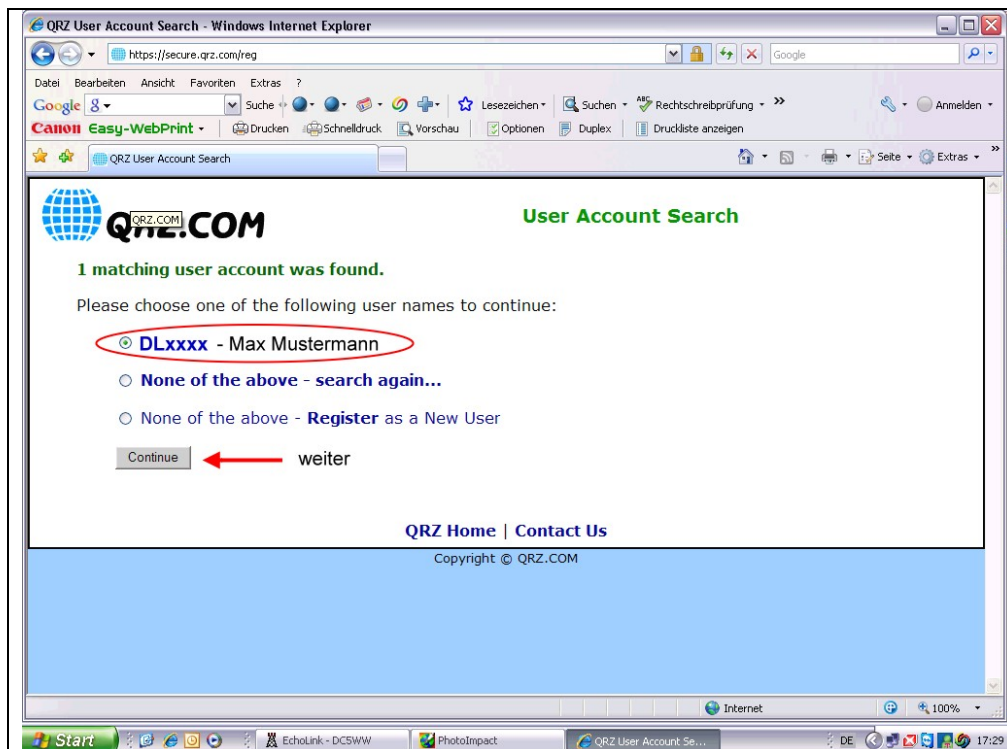 QRZ User Account Search - Windows Internet Explorer
https://secure.qrz.com/reg
Google
Datei Bearbeiten Ansicht Favoriten Extras ?
Google Suche Lesezeichen Suchen Rechtschreibprüfung Anmelden
Canon Easy-WebPrint Drucken Schnelldruck Vorschau Optionen Duplex Druckliste anzeigen
QRZ User Account Search Seite Extras
QRZ.COM
QRZ.COM
User Account Search
1 matching user account was found.
Please choose one of the following user names to continue:
DLxxxx - Max Mustermann
None of the above - search again...
None of the above - Register as a New User
Continue weiter
QRZ Home | Contact Us
Copyright © QRZ.COM
Internet 100%
Start EchoLink - DC5WW PhotoImpact QRZ User Account Se... DE 17:29